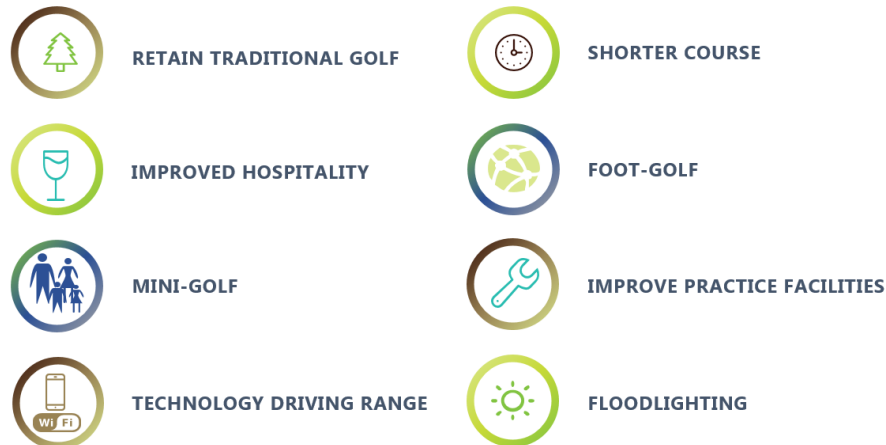 RETAIN TRADITIONAL GOLF
SHORTER COURSE
IMPROVED HOSPITALITY
FOOT-GOLF
MINI-GOLF
IMPROVE PRACTICE FACILITIES
Wi Fi
TECHNOLOGY DRIVING RANGE
FLOODLIGHTING